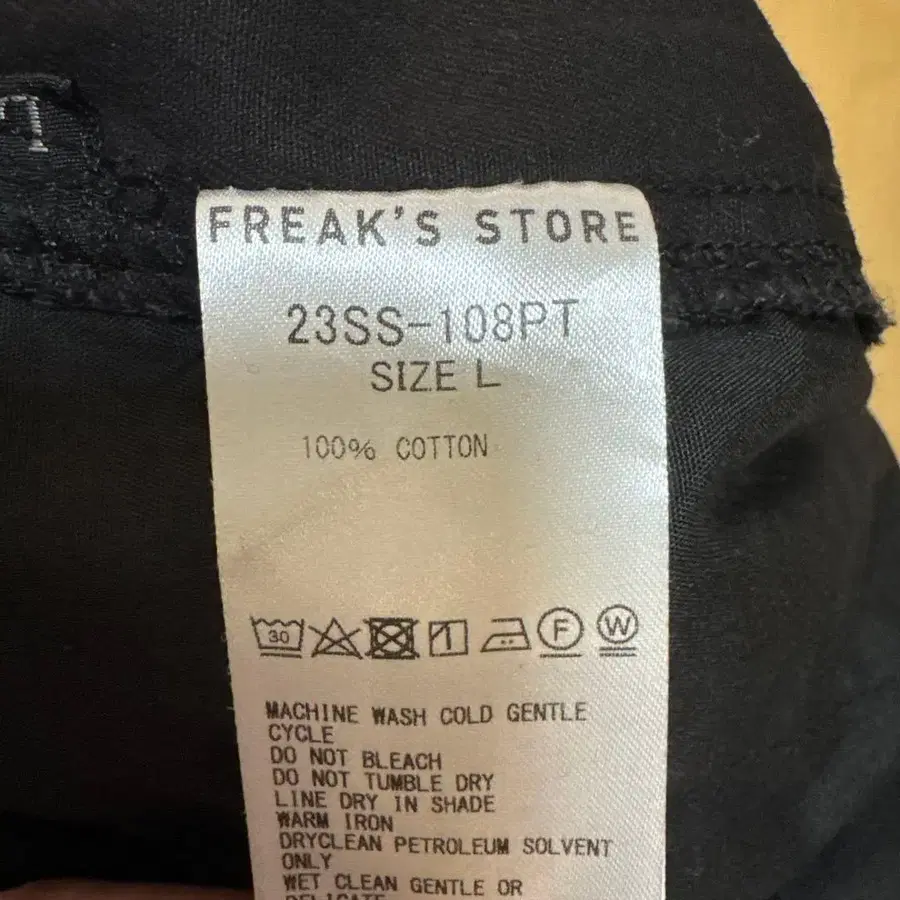 FREAK'S STORE
23SS-108PT
SIZE L
100% COTTON
30 F W
MACHINE WASH COLD GENTLE
CYCLE
DO NOT BLEACH
DO NOT TUMBLE DRY
LINE DRY IN SHADE
WARM IRON
DRYCLEAN PETROLEUM SOLVENT
ONLY
WET CLEAN GENTLE OR